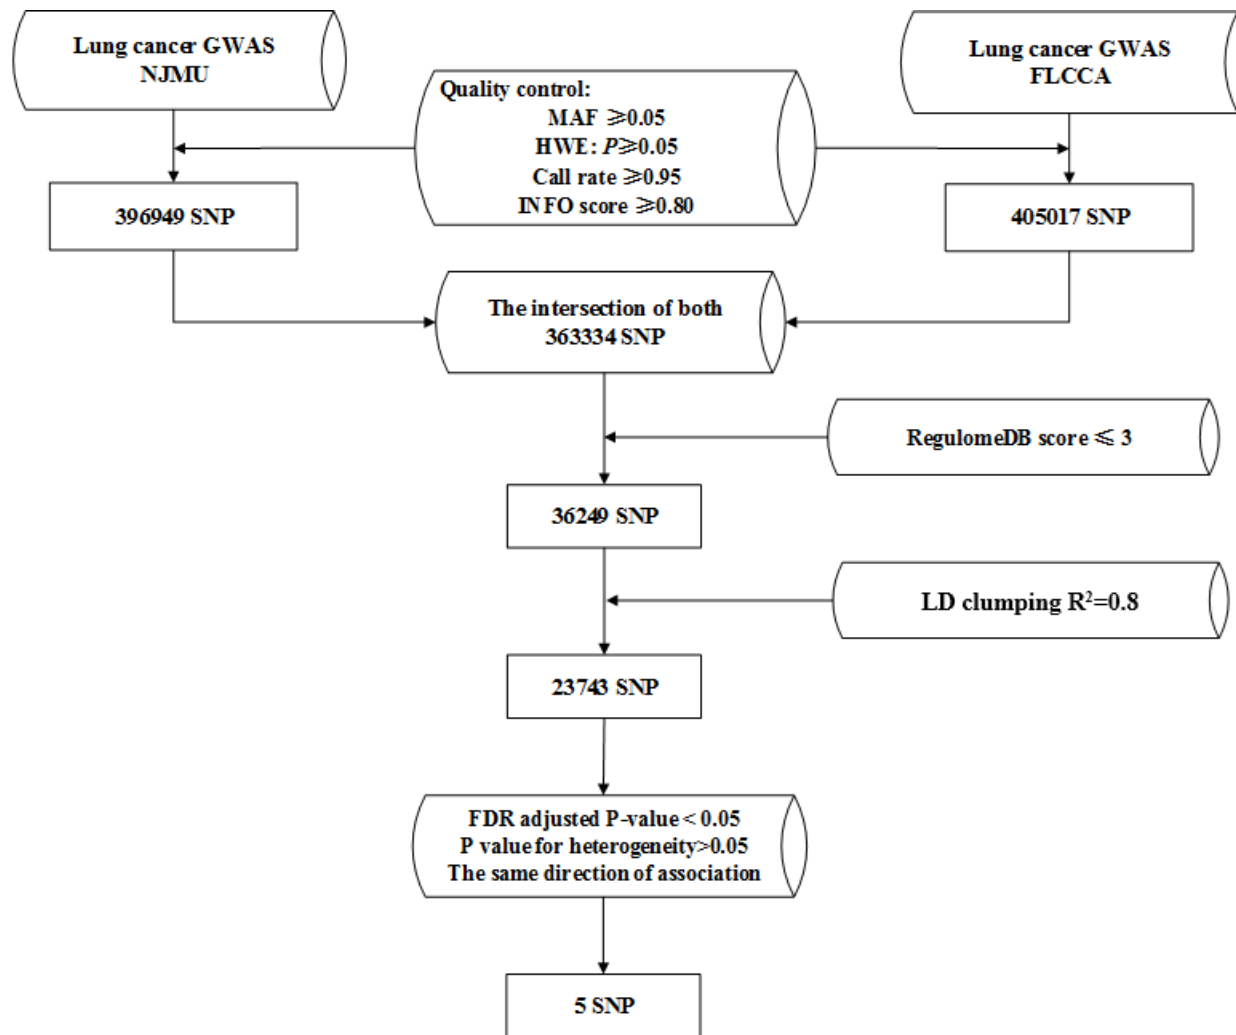 Lung cancer GWAS
NJMU
Lung cancer GWAS
FLCCA
Quality control:
MAF ≥0.05
HWE: P≥0.05
Call rate ≥0.95
INFO score ≥0.80
396949 SNP
405017 SNP
The intersection of both
363334 SNP
RegulomeDB score ≤ 3
36249 SNP
LD clumping R²=0.8
23743 SNP
FDR adjusted P-value < 0.05
P value for heterogeneity>0.05
The same direction of association
5 SNP